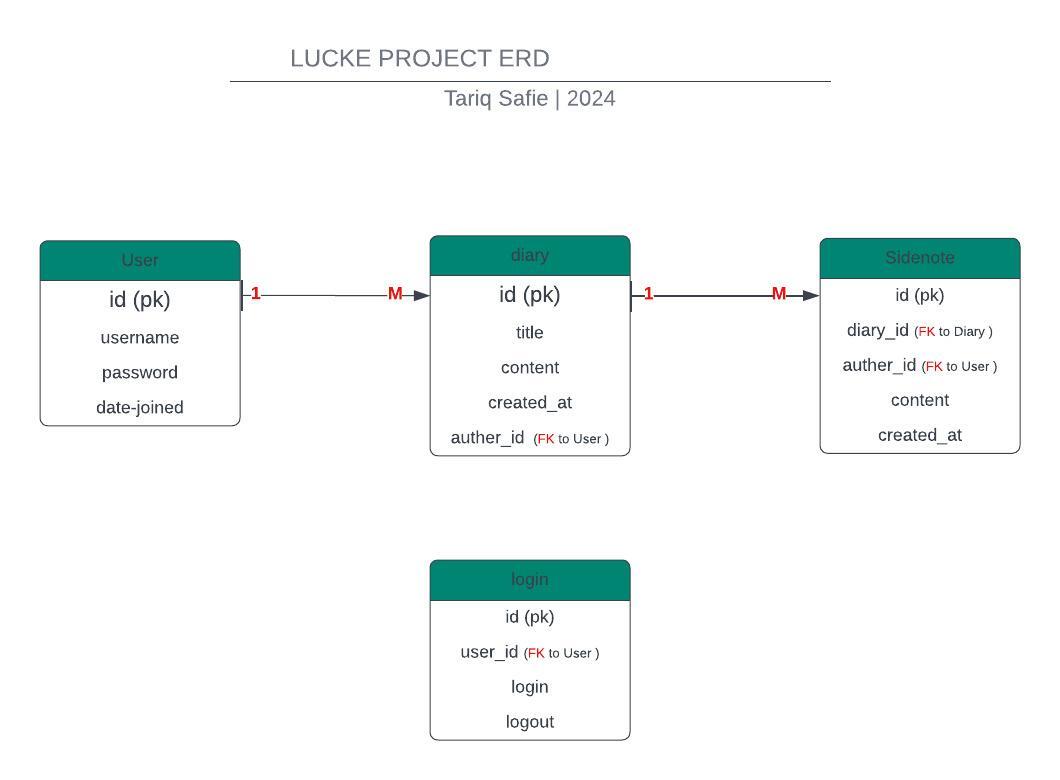 LUCKE PROJECT ERD
Tariq Safie | 2024
User
id (pk)
username
password
date-joined
1
M
diary
id (pk)
title
content
created_at
auther_id (FK to User )
1
M
Sidenote
id (pk)
diary_id (FK to Diary )
auther_id (FK to User )
content
created_at
login
id (pk)
user_id (FK to User )
login
logout